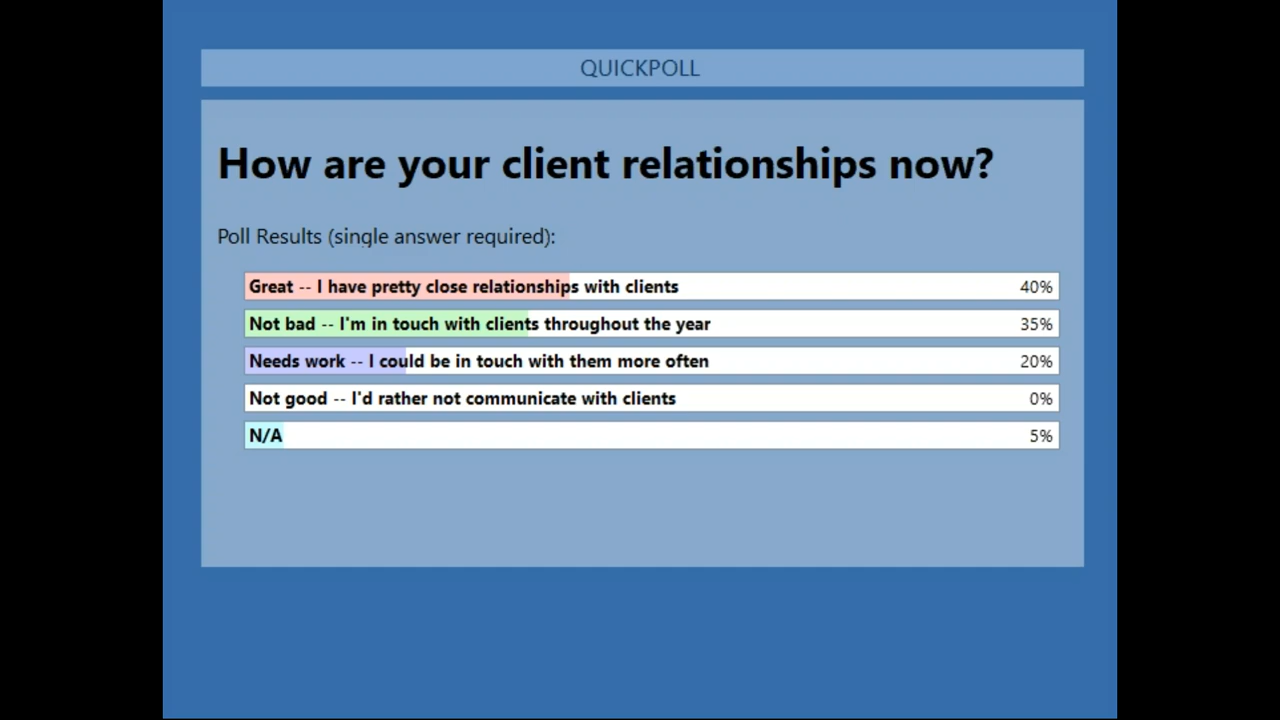 QUICKPOLL
How are your client relationships now?
Poll Results (single answer required):
Great -- I have pretty close relationships with clients 40%
Not bad -- I'm in touch with clients throughout the year 35%
Needs work -- I could be in touch with them more often 20%
Not good -- I'd rather not communicate with clients 0%
N/A 5%